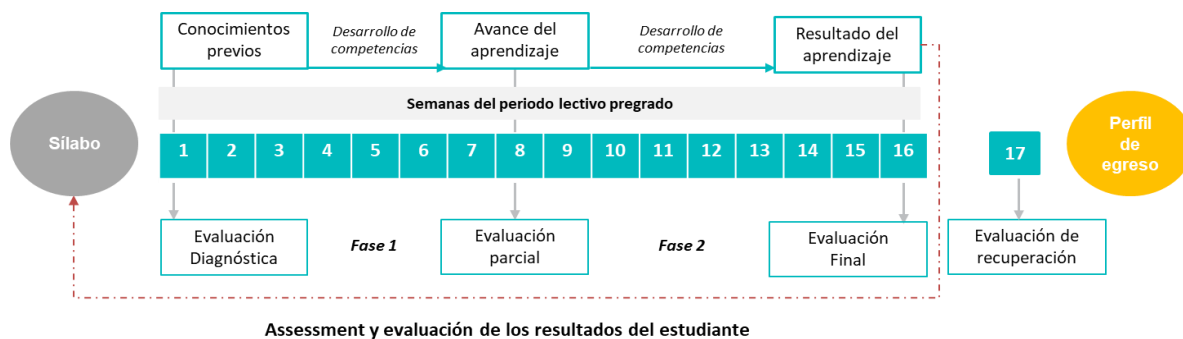 Conocimientos
previos
Desarrollo de
competencias
Avance del
aprendizaje
Desarrollo de
competencias
Resultado del
aprendizaje
Semanas del periodo lectivo pregrado
Sílabo
1 2 3 4 5 6 7 8 9 10 11 12 13 14 15 16
17
Perfil
de
egreso
Evaluación
Diagnóstica
Fase 1
Evaluación
parcial
Fase 2
Evaluación
Final
Evaluación de
recuperación
Assessment y evaluación de los resultados del estudiante